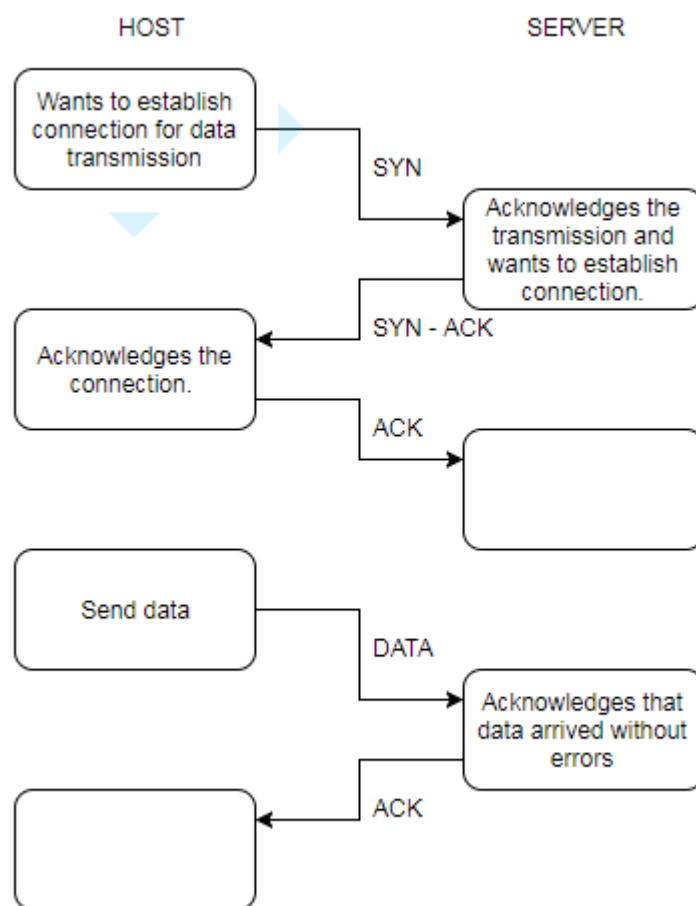 HOST
SERVER
Wants to establish
connection for data
transmission
SYN
Acknowledges the
transmission and
wants to establish
connection.
SYN - ACK
Acknowledges the
connection.
ACK
Send data
DATA
Acknowledges that
data arrived without
errors
ACK